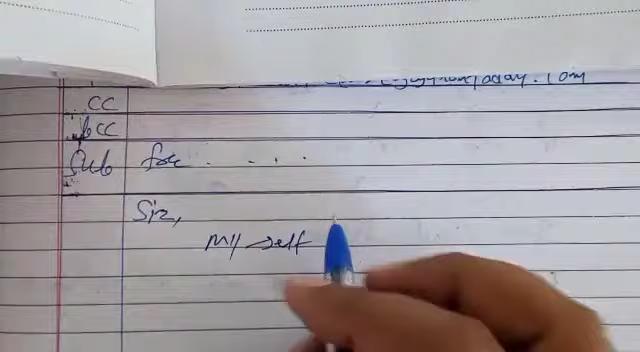 CC
bcc
Sub for . . . .
Sir,
My self